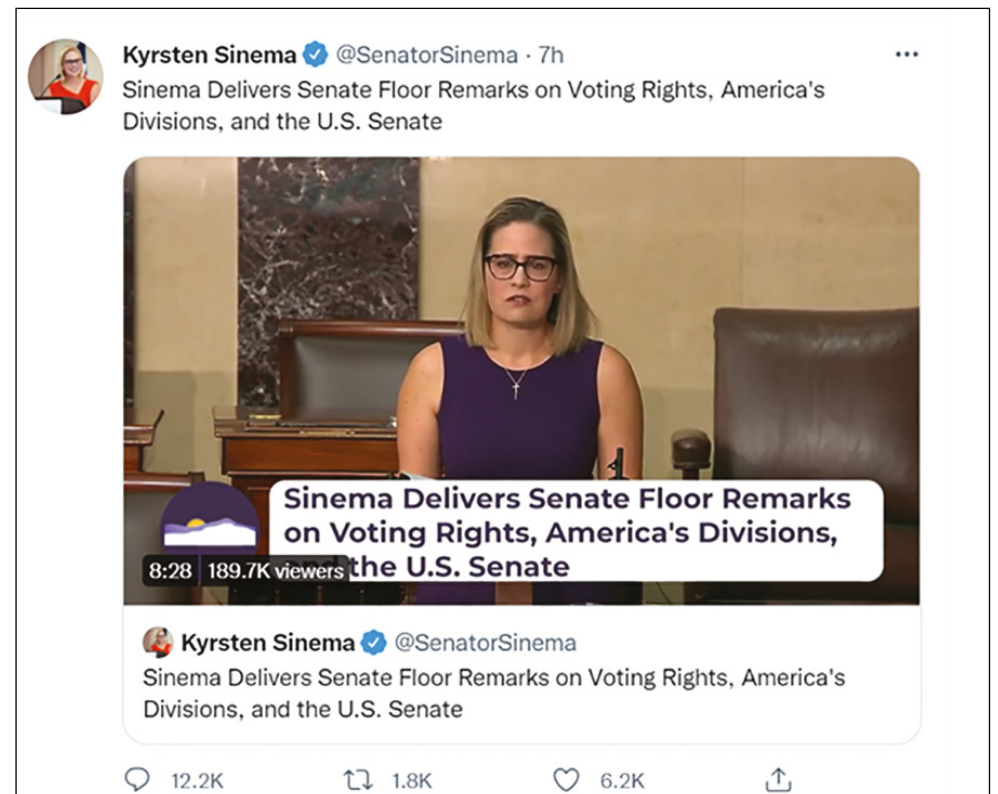 Kyrsten Sinema @SenatorSinema · 7h
Sinema Delivers Senate Floor Remarks on Voting Rights, America's
Divisions, and the U.S. Senate
Sinema Delivers Senate Floor Remarks
on Voting Rights, America's Divisions,
and the U.S. Senate
8:28 189.7K viewers
Kyrsten Sinema @SenatorSinema
Sinema Delivers Senate Floor Remarks on Voting Rights, America's
Divisions, and the U.S. Senate
12.2K 1.8K 6.2K